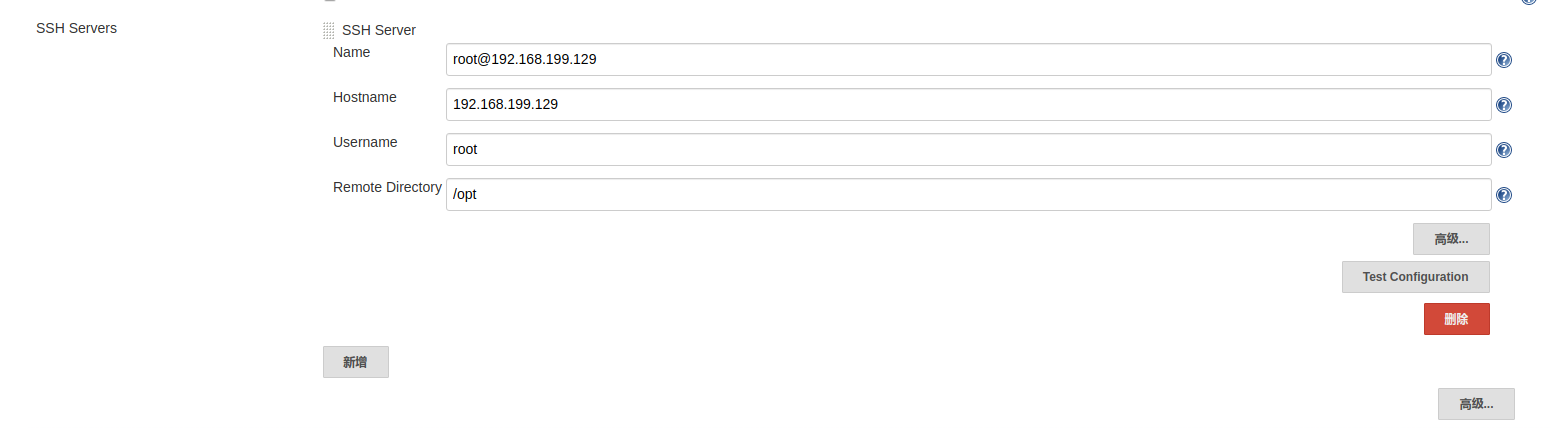 SSH Servers
SSH Server
Name
root@192.168.199.129
Hostname
192.168.199.129
Username
root
Remote Directory
/opt
高级...
Test Configuration
删除
新增
高级...